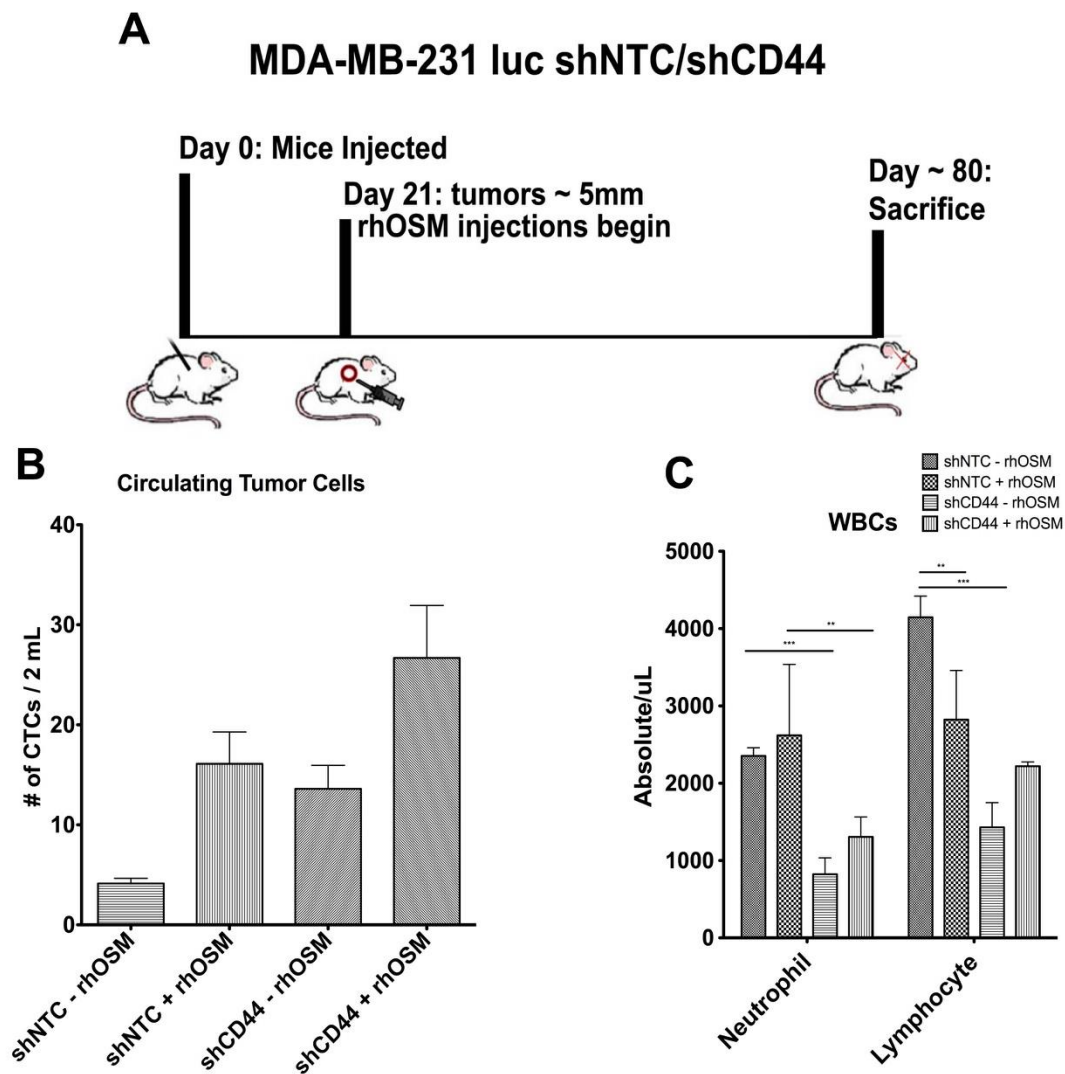 A
MDA-MB-231 luc shNTC/shCD44
Day 0: Mice Injected
Day 21: tumors ~ 5mm
rhOSM injections begin
Day ~ 80:
Sacrifice
B
Circulating Tumor Cells
# of CTCs / 2 mL
40
30
20
10
0
shNTC - rhOSM
shNTC + rhOSM
shCD44 - rhOSM
shCD44 + rhOSM
C
shNTC - rhOSM
shNTC + rhOSM
shCD44 - rhOSM
shCD44 + rhOSM
WBCs
Absolute/uL
5000
4000
3000
2000
1000
0
***
**
**
***
Neutrophil
Lymphocyte